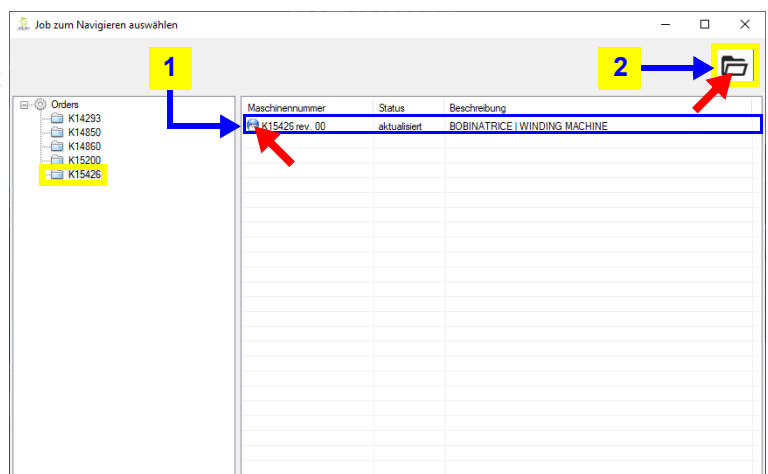 Job zum Navigieren auswählen
1
2
Orders
K14293
K14850
K14860
K15200
K15426
Maschinennummer Status Beschreibung
K15426 rev. 00 aktualisiert BOBINATRICE | WINDING MACHINE